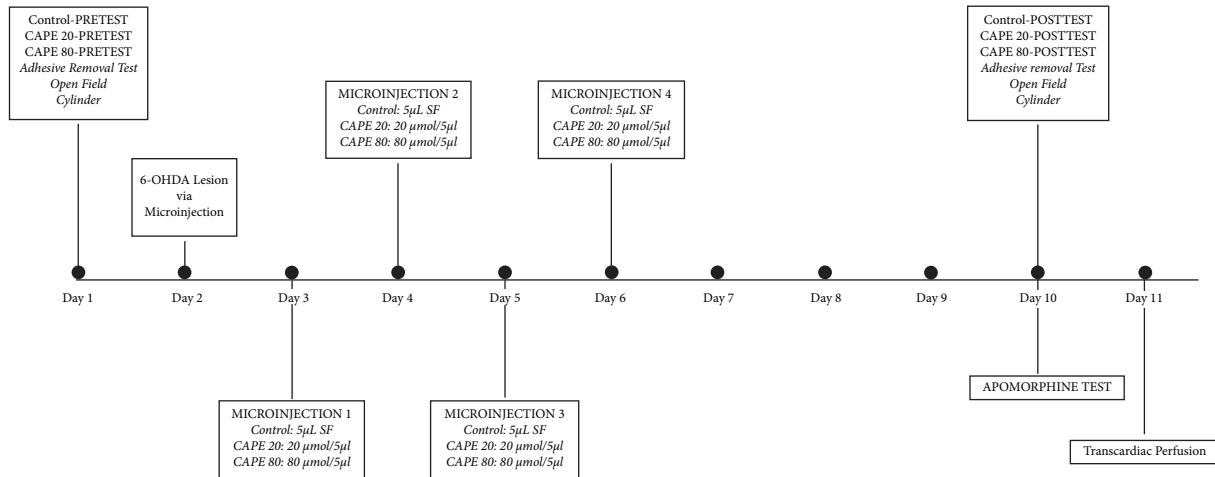 Control-PRETEST
CAPE 20-PRETEST
CAPE 80-PRETEST
Adhesive Removal Test
Open Field
Cylinder
6-OHDA Lesion
via
Microinjection
MICROINJECTION 2
Control: 5µL SF
CAPE 20: 20 µmol/5µl
CAPE 80: 80 µmol/5µl
MICROINJECTION 4
Control: 5µL SF
CAPE 20: 20 µmol/5µl
CAPE 80: 80 µmol/5µl
Control-POSTTEST
CAPE 20-POSTTEST
CAPE 80-POSTTEST
Adhesive removal Test
Open Field
Cylinder
Day 1
Day 2
Day 3
Day 4
Day 5
Day 6
Day 7
Day 8
Day 9
Day 10
Day 11
MICROINJECTION 1
Control: 5µL SF
CAPE 20: 20 µmol/5µl
CAPE 80: 80 µmol/5µl
MICROINJECTION 3
Control: 5µL SF
CAPE 20: 20 µmol/5µl
CAPE 80: 80 µmol/5µl
APOMORPHINE TEST
Transcardiac Perfusion